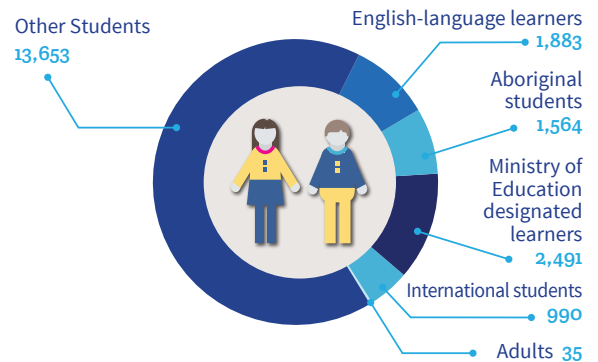 Other Students
13,653
English-language learners
1,883
Aboriginal
students
1,564
Ministry of
Education
designated
learners
2,491
International students
990
Adults 35